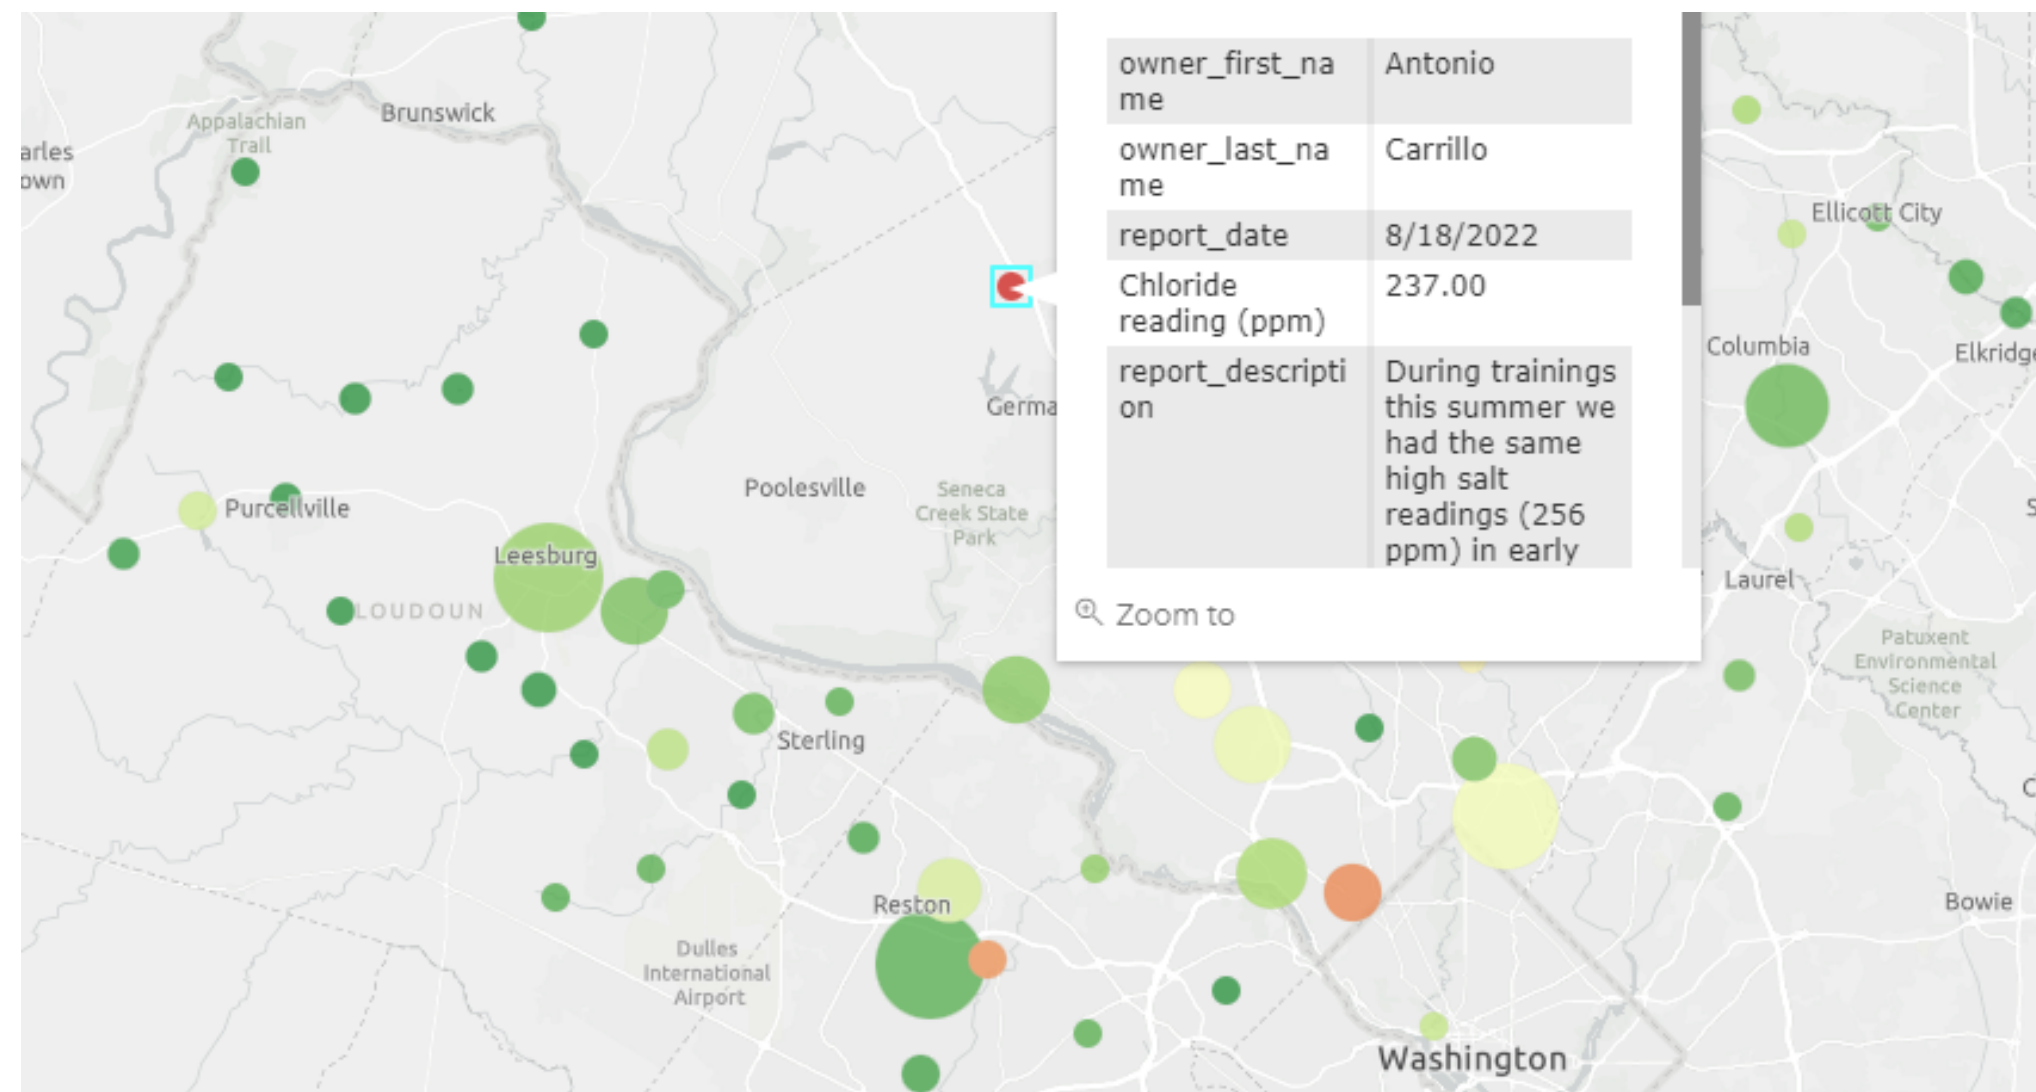 Brunswick
Appalachian
Trail
arles
own
owner_first_na
me
Antonio
owner_last_na
me
Carrillo
report_date
8/18/2022
Chloride
reading (ppm)
237.00
report_descripti
on
During trainings
this summer we
had the same
high salt
readings (256
ppm) in early
Zoom to
Ellicott City
Columbia
Elkridge
Germa
Poolesville
Seneca
Creek State
Park
Purcellville
Leesburg
LOUDOUN
Laurel
S
Patuxent
Environmental
Science
Center
Sterling
C
Reston
Bowie
Dulles
International
Airport
Washington